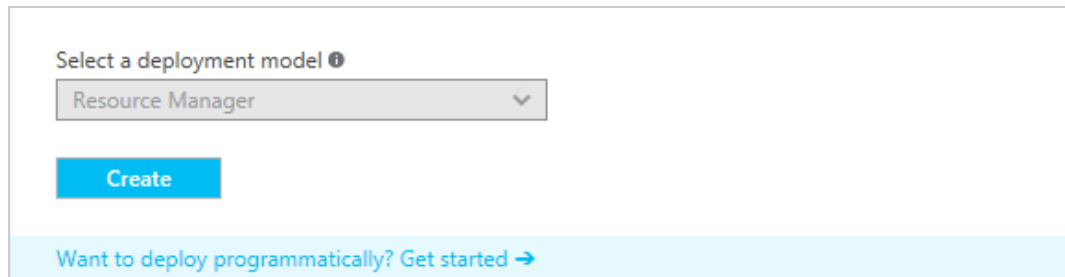 Select a deployment model
Resource Manager
Create
Want to deploy programmatically? Get started →